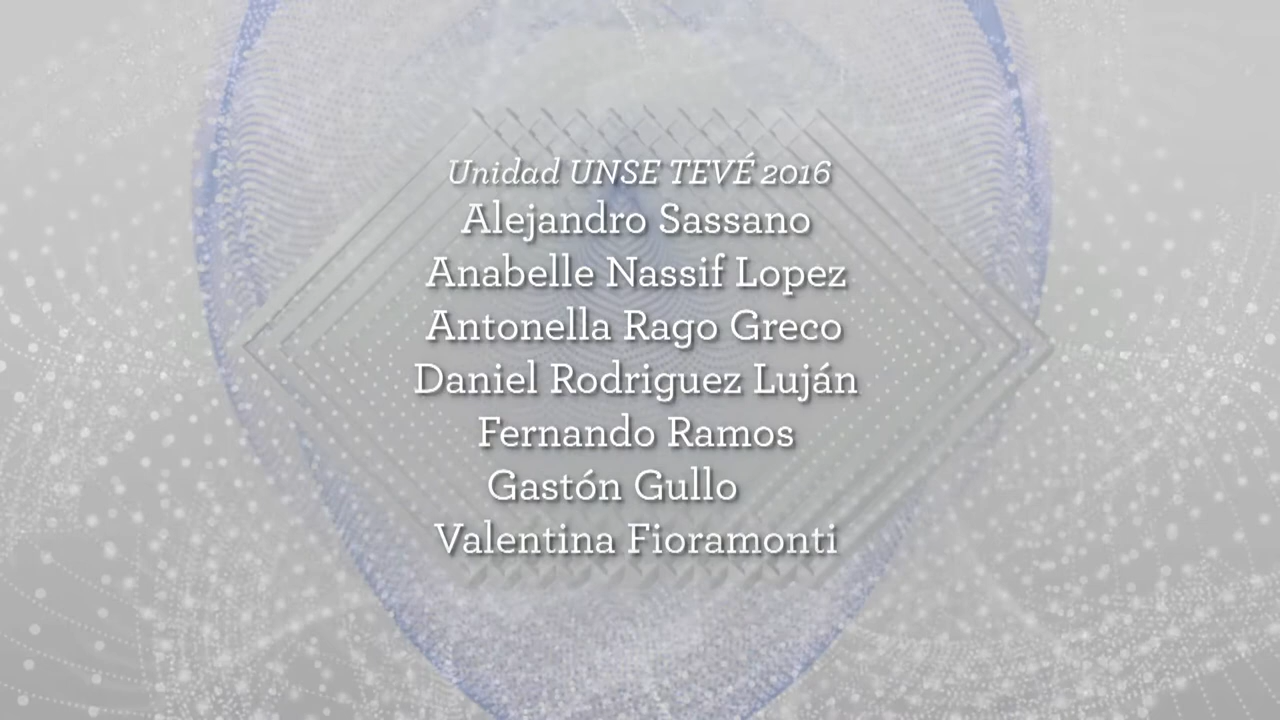 Unidad UNSE TEVÉ 2016
Alejandro Sassano
Anabelle Nassif Lopez
Antonella Rago Greco
Daniel Rodriguez Luján
Fernando Ramos
Gastón Gullo
Valentina Fioramonti